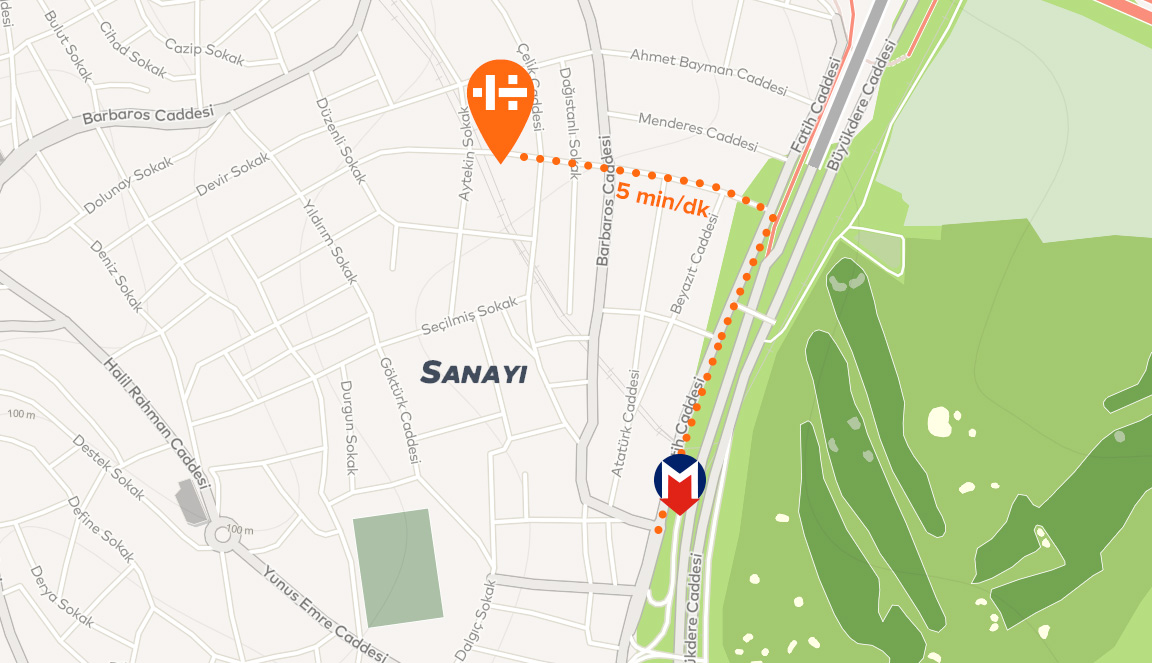 Bulut Sokak
Cihad Sokak
Cazip Sokak
Çelik Caddesi
Dağıstanlı Sokak
Ahmet Bayman Caddesi
Fatih Caddesi
Büyükdere Caddesi
Barbaros Caddesi
Düzenli Sokak
Aytekin Sokak
Menderes Caddesi
Barbaros Caddesi
Dolunay Sokak
Devir Sokak
5 min/dk
Yıldırım Sokak
Beyazıt Caddesi
Deniz Sokak
Seçilmiş Sokak
SANAYI
Halil Rahman Caddesi
Göktürk Caddesi
Durgun Sokak
Atatürk Caddesi
Caddesi
100 m
Destek Sokak
M
Define Sokak
100 m
Derya Sokak
Yunus Emre Caddesi
Dalgıç Sokak
Caddesi